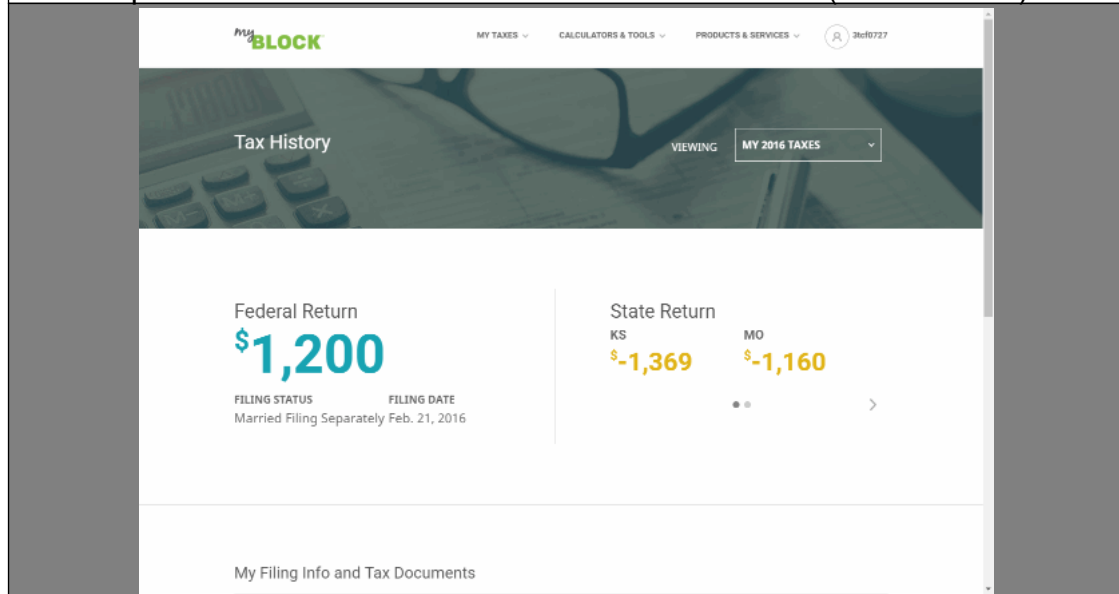 my BLOCK
MY TAXES
CALCULATORS & TOOLS
PRODUCTS & SERVICES
3tcf0727
Tax History
VIEWING
MY 2016 TAXES
Federal Return
$1,200
FILING STATUS
FILING DATE
Married Filing Separately Feb. 21, 2016
State Return
KS
MO
$-1,369
$-1,160
My Filing Info and Tax Documents